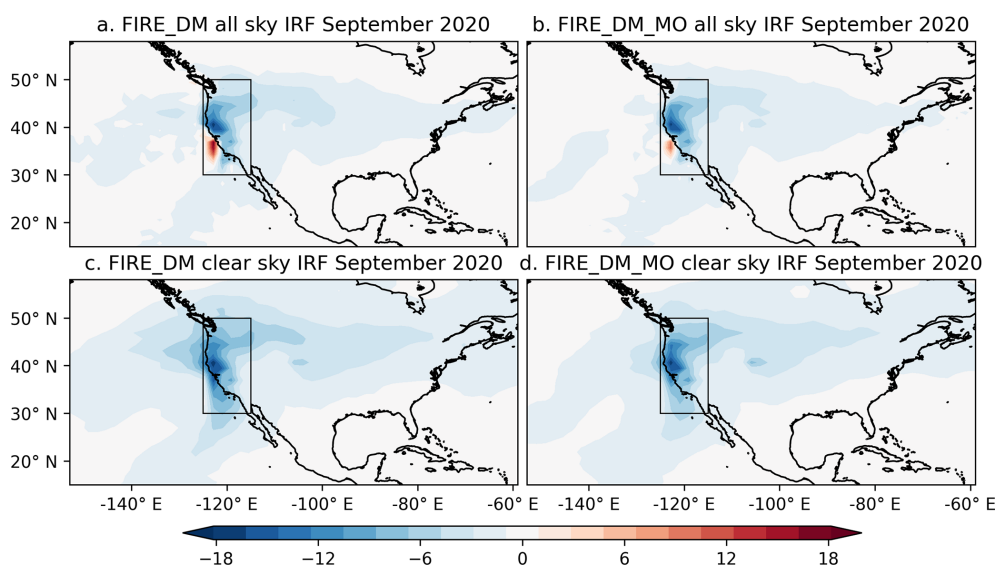 a. FIRE_DM all sky IRF September 2020
b. FIRE_DM_MO all sky IRF September 2020
50° N
40° N
30° N
20° N
c. FIRE_DM clear sky IRF September 2020
d. FIRE_DM_MO clear sky IRF September 2020
50° N
40° N
30° N
20° N
-140° E -120° E -100° E -80° E -60° E -140° E -120° E -100° E -80° E -60° E
−18 −12 −6 0 6 12 18